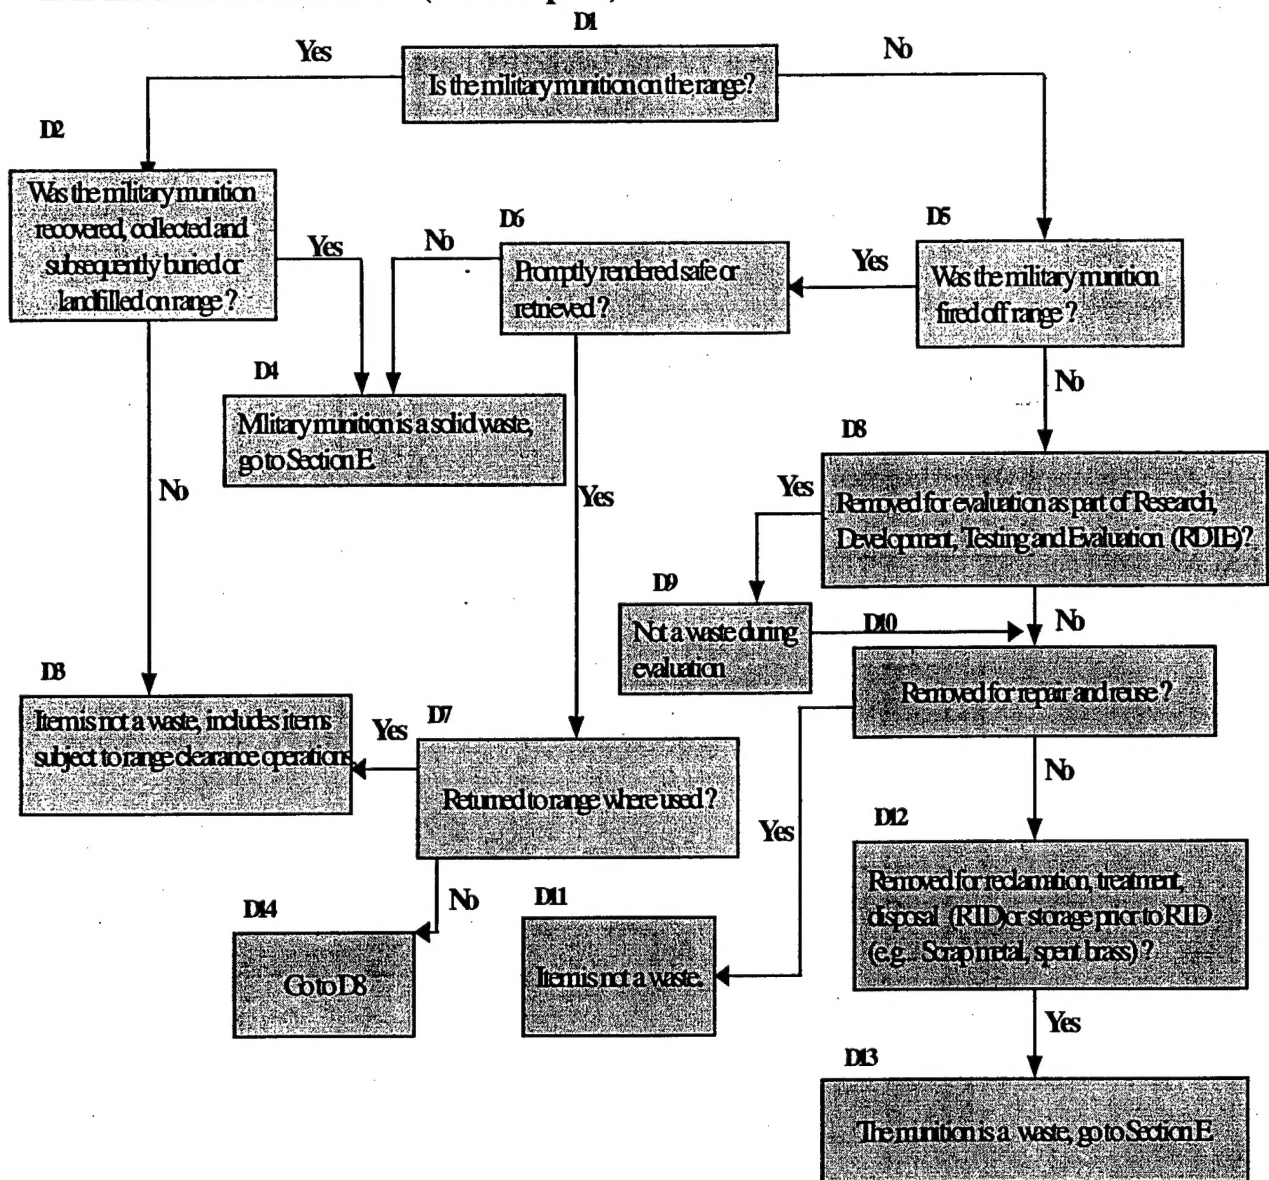 D1
Yes
No
Is the military munition on the range?
D2
Was the military munition
recovered, collected and
subsequently buried or
landfilled on range ?
Yes
No
D6
Promptly rendered safe or
retrieved ?
Yes
D5
Was the military munition
fired off range ?
No
D4
Military munition is a solid waste,
go to Section E.
D8
No
Yes
Yes
Removed for evaluation as part of Research,
Development, Testing and Evaluation (RDTE)?
D9
Not a waste during
evaluation
D10
No
Removed for repair and reuse ?
D3
Item is not a waste, includes items
subject to range clearance operations.
Yes
D7
Returned to range where used ?
No
Yes
D12
Removed for reclamation, treatment,
disposal (RTD)or storage prior to RTD
(e.g.. Scrap metal, spent brass) ?
D14
No
D11
Go to D8
Item is not a waste.
Yes
D13
The munition is a waste, go to Section E